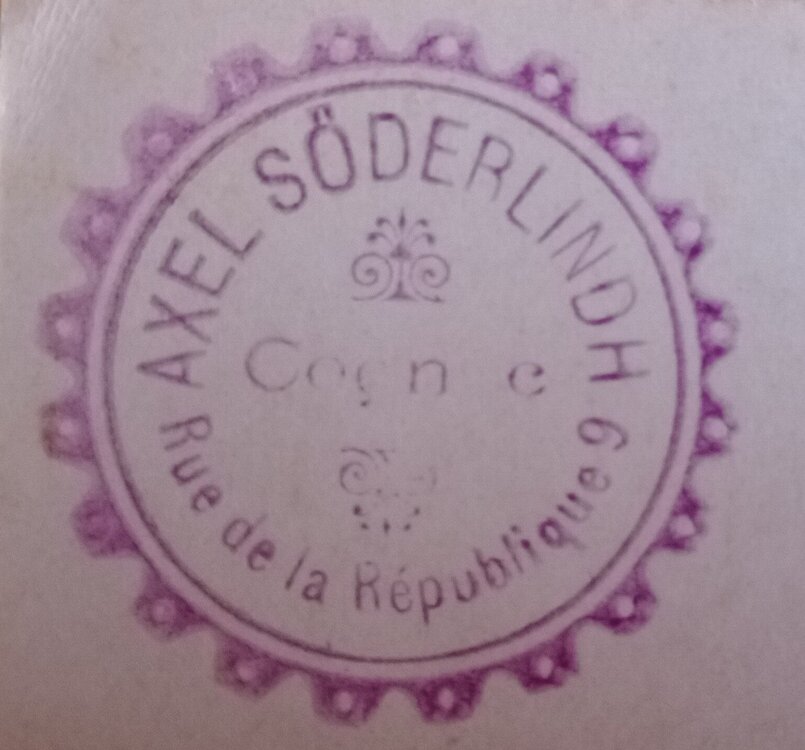 AXEL SÖDERLINDH
Rue de la République 9